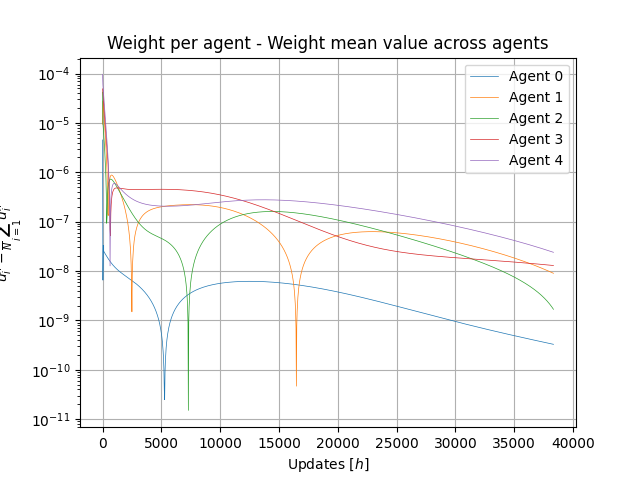 Weight per agent - Weight mean value across agents
Agent 0
Agent 1
Agent 2
Agent 3
Agent 4
10⁻⁴
10⁻⁵
10⁻⁶
10⁻⁷
10⁻⁸
10⁻⁹
10⁻¹⁰
10⁻¹¹
0
5000
10000
15000
20000
25000
30000
35000
40000
Updates [h]